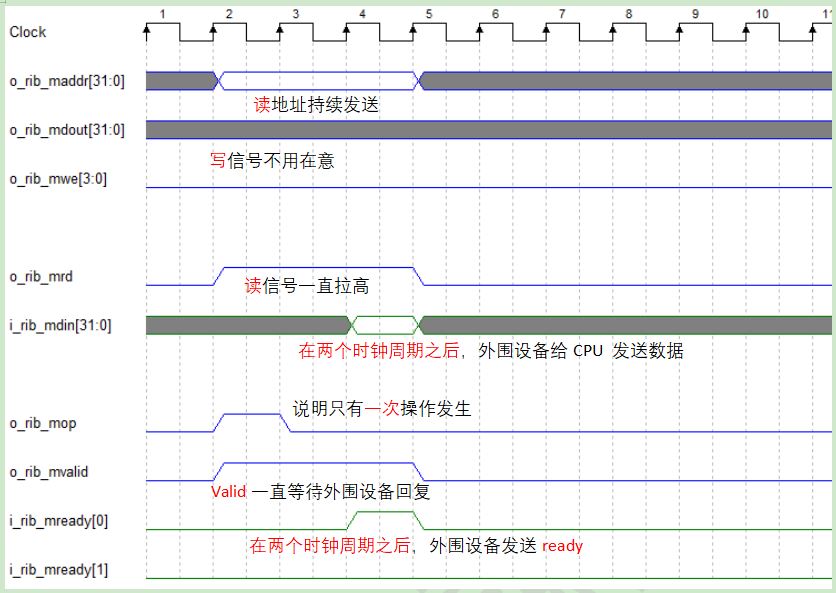 1 2 3 4 5 6 7 8 9 10 11
Clock
o_rib_maddr[31:0]
读地址持续发送
o_rib_mdout[31:0]
写信号不用在意
o_rib_mwe[3:0]
o_rib_mrd
读信号一直拉高
i_rib_mdin[31:0]
在两个时钟周期之后，外围设备给 CPU 发送数据
说明只有一次操作发生
o_rib_mop
o_rib_mvalid
Valid 一直等待外围设备回复
i_rib_mready[0]
在两个时钟周期之后，外围设备发送 ready
i_rib_mready[1]